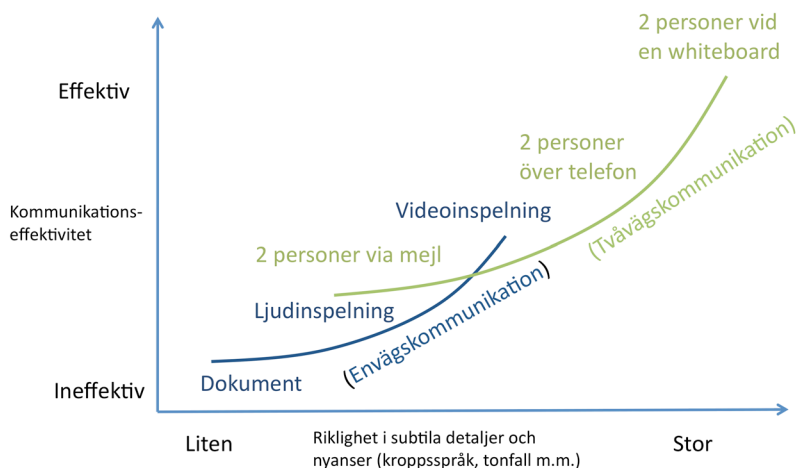 2 personer vid
en whiteboard
Effektiv
2 personer
över telefon
Kommunikations-
effektivitet
Videoinspelning
(Tvåvägskommunikation)
2 personer via mejl
Ljudinspelning
(Envägskommunikation)
Dokument
Ineffektiv
Liten
Riklighet i subtila detaljer och
nyanser (kroppsspråk, tonfall m.m.)
Stor